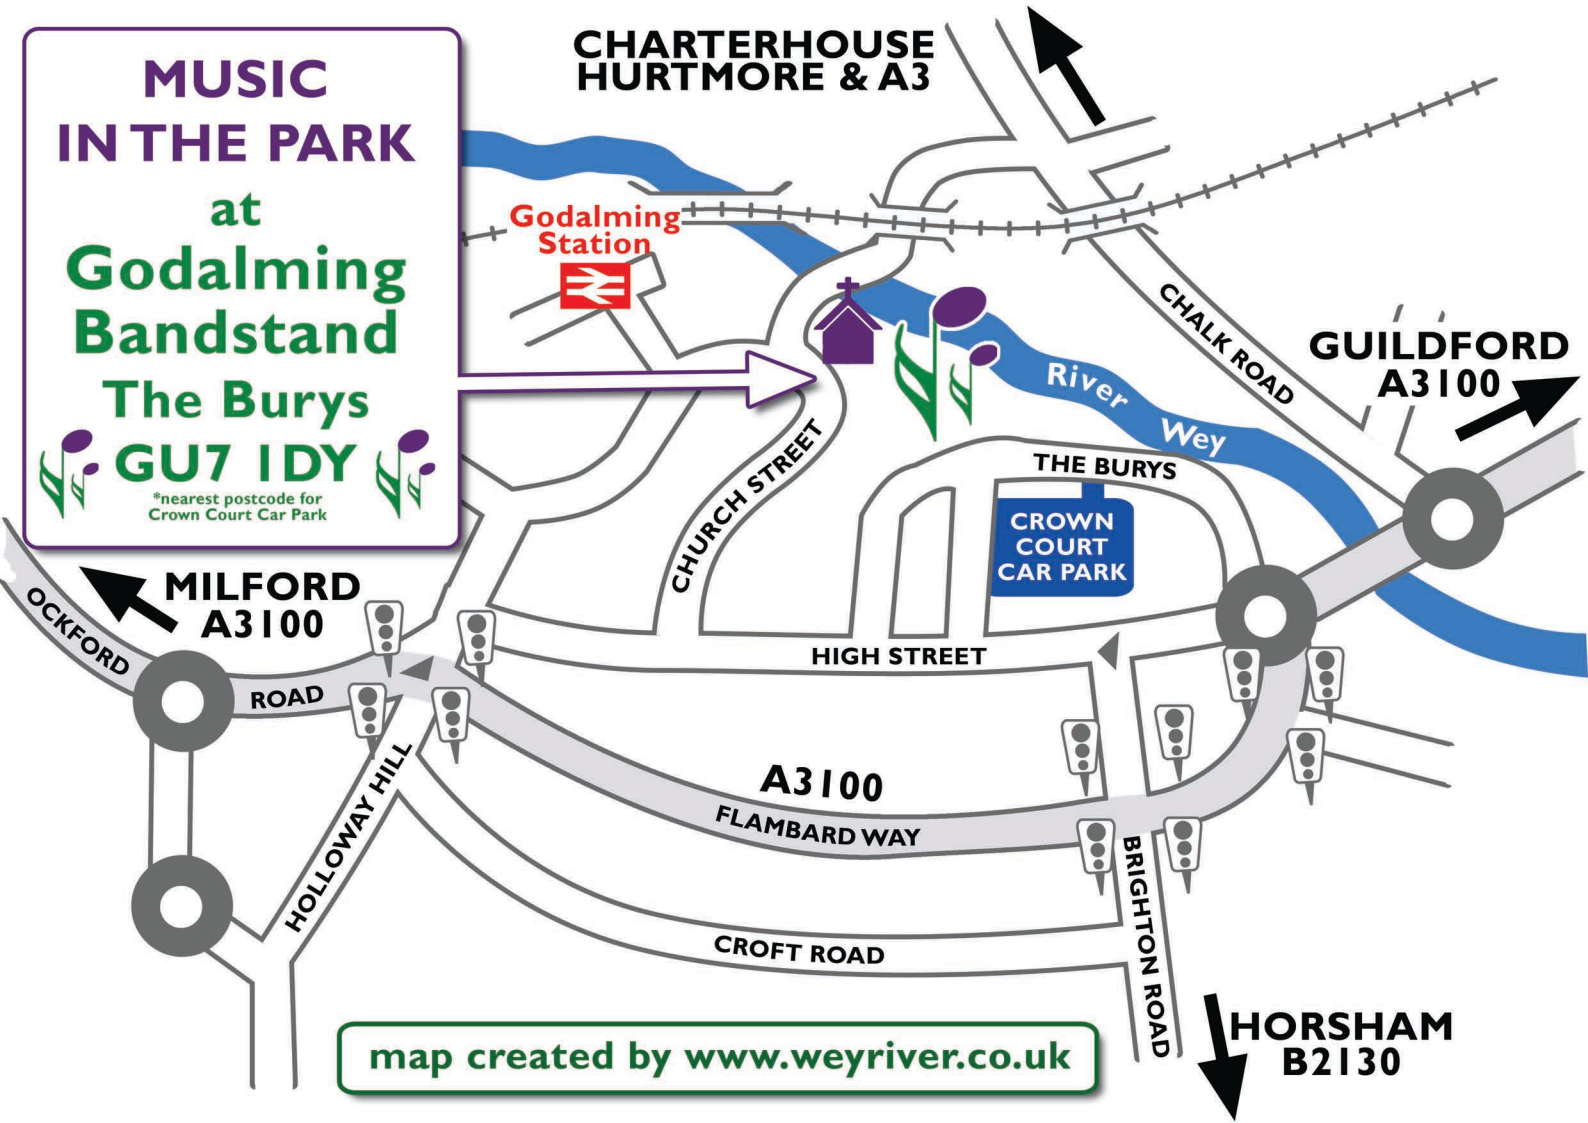 MUSIC
IN THE PARK
at
Godalming
Bandstand
The Burys
GU7 1DY
*nearest postcode for
Crown Court Car Park
CHARTERHOUSE
HURTMORE & A3
Godalming
Station
CHALK ROAD
GUILDFORD
A3100
River Wey
THE BURYS
CHURCH STREET
CROWN
COURT
CAR PARK
MILFORD
A3100
OCKFORD
ROAD
HIGH STREET
HOLLOWAY HILL
A3100
FLAMBARD WAY
BRIGHTON ROAD
CROFT ROAD
HORSHAM
B2130
map created by www.weyriver.co.uk